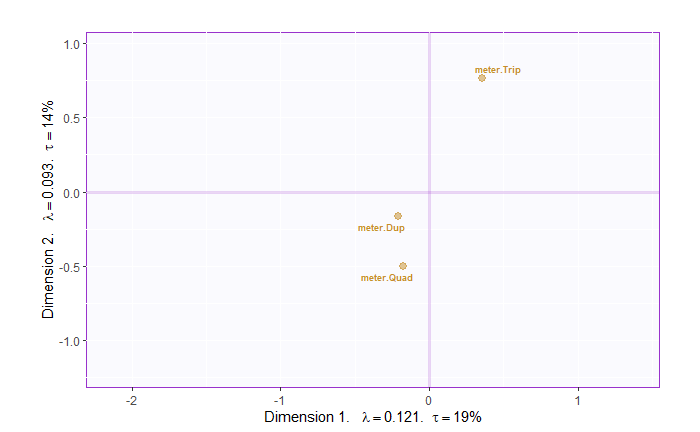 1.0
meter.Trip
0.5
0.0
meter.Dup
-0.5
meter.Quad
-1.0
-2
-1
0
1
Dimension 1. λ = 0.121. τ = 19%
Dimension 2. λ = 0.093. τ = 14%